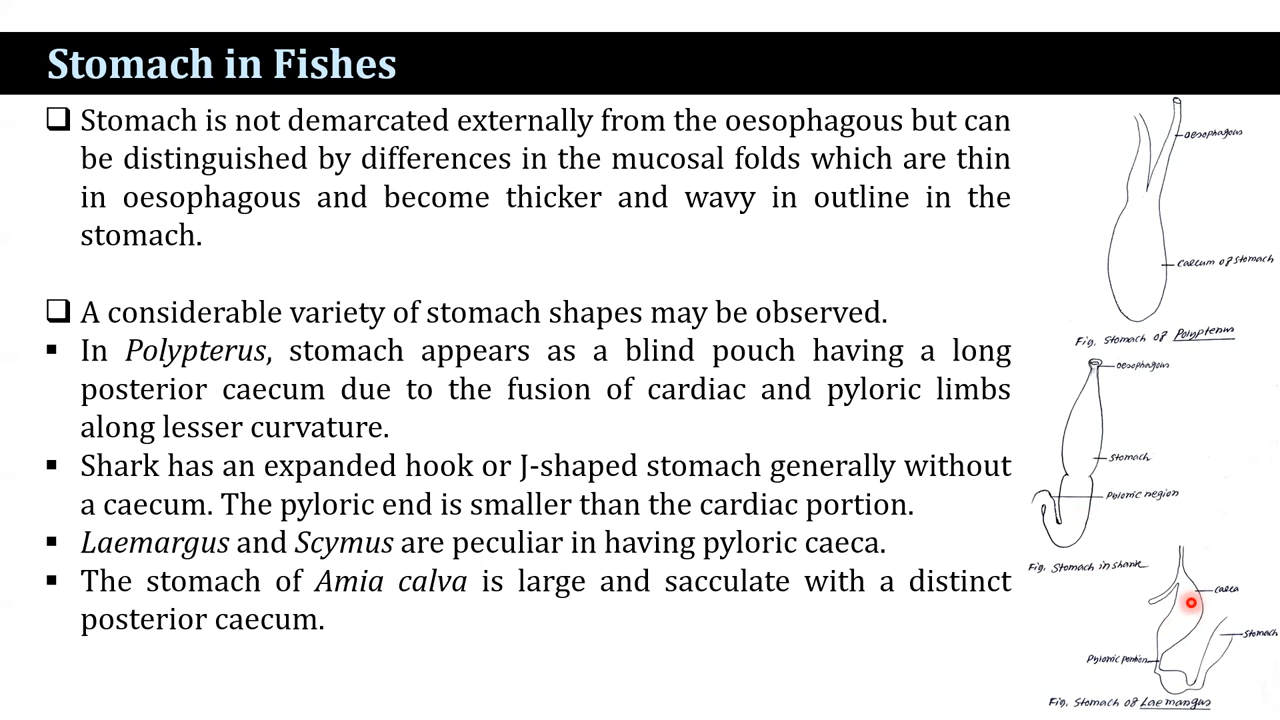 Stomach in Fishes
❑ Stomach is not demarcated externally from the oesophagous but can
be distinguished by differences in the mucosal folds which are thin
in oesophagous and become thicker and wavy in outline in the
stomach.
❑ A considerable variety of stomach shapes may be observed.
▪ In Polypterus, stomach appears as a blind pouch having a long
posterior caecum due to the fusion of cardiac and pyloric limbs
along lesser curvature.
▪ Shark has an expanded hook or J-shaped stomach generally without
a caecum. The pyloric end is smaller than the cardiac portion.
▪ Laemargus and Scymus are peculiar in having pyloric caeca.
▪ The stomach of Amia calva is large and sacculate with a distinct
posterior caecum.
oesophagous
caecum of stomach
Fig. Stomach of Polypterus
oesophagous
Stomach
Pyloric region
Fig. Stomach in shark
caeca
Stomach
Pyloric portion
Fig. Stomach of Laemargus